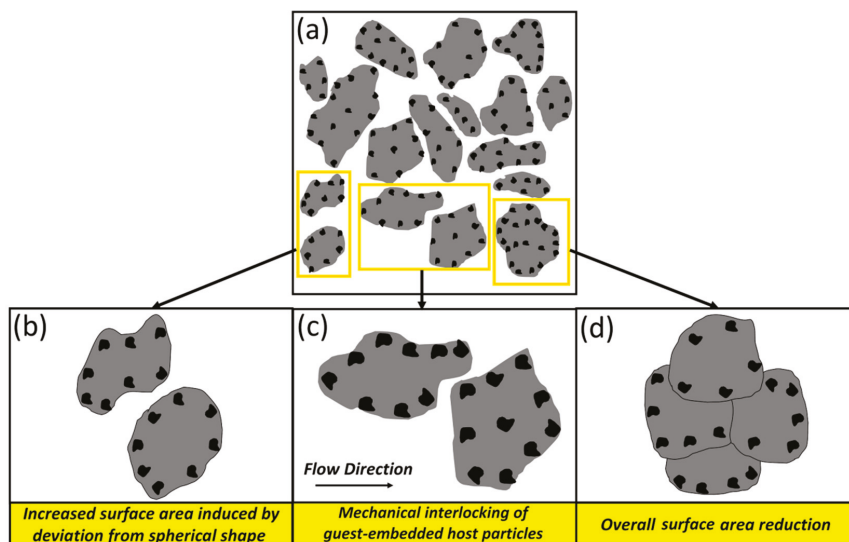 (a)
(b)
(c)
(d)
Flow Direction
Increased surface area induced by
deviation from spherical shape
Mechanical interlocking of
guest-embedded host particles
Overall surface area reduction